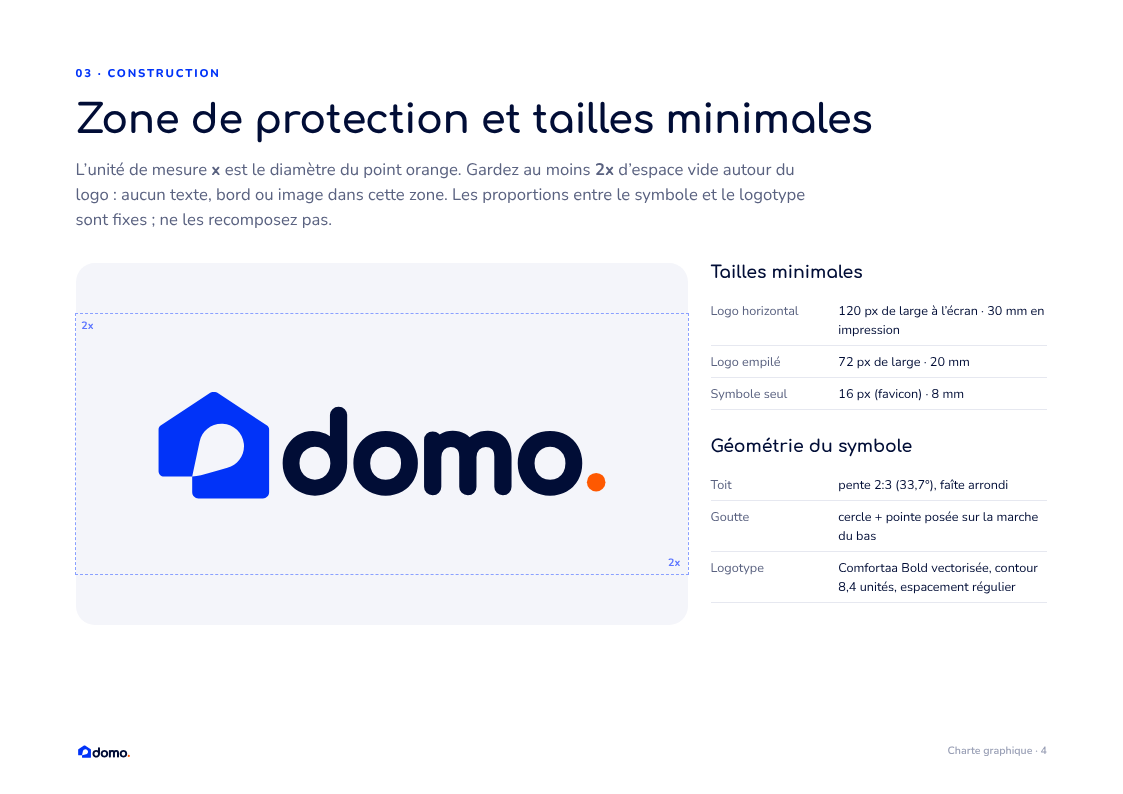 03 · CONSTRUCTION
Zone de protection et tailles minimales
L’unité de mesure x est le diamètre du point orange. Gardez au moins 2x d’espace vide autour du
logo : aucun texte, bord ou image dans cette zone. Les proportions entre le symbole et le logotype
sont fixes ; ne les recomposez pas.
2x
domo.
2x
Tailles minimales
Logo horizontal 120 px de large à l’écran · 30 mm en
impression
Logo empilé 72 px de large · 20 mm
Symbole seul 16 px (favicon) · 8 mm
Géométrie du symbole
Toit pente 2:3 (33,7°), faîte arrondi
Goutte cercle + pointe posée sur la marche
du bas
Logotype Comfortaa Bold vectorisée, contour
8,4 unités, espacement régulier
domo.
Charte graphique · 4